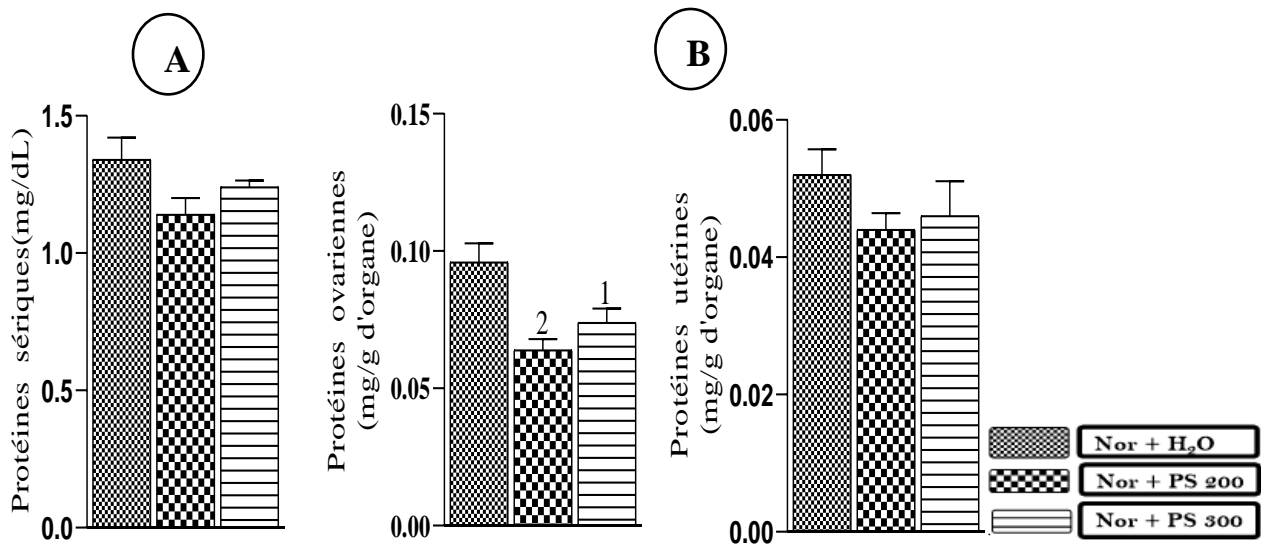 A
B
Protéines sériques(mg/dL)
1.5
1.0
0.5
0.0
Protéines ovariennes
(mg/g d'organe)
0.15
0.10
0.05
0.00
2
1
Protéines utérines
(mg/g d'organe)
0.06
0.04
0.02
0.00
Nor + H₂O
Nor + PS 200
Nor + PS 300